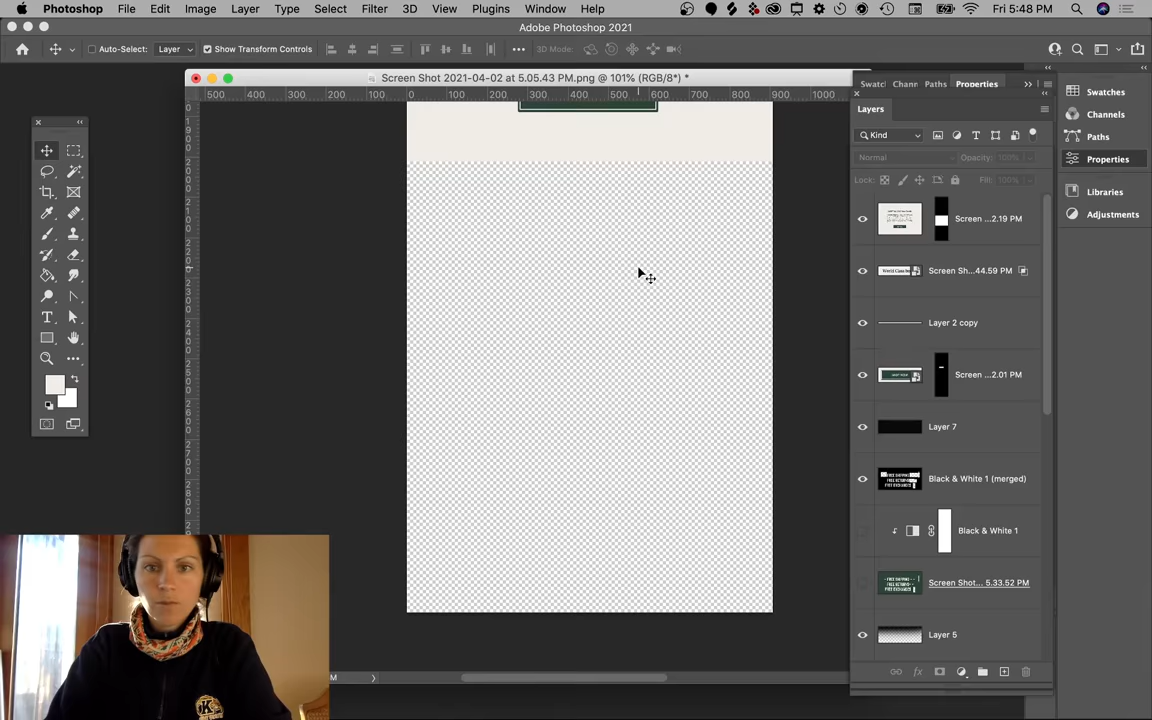 Photoshop File Edit Image Layer Type Select Filter 3D View Plugins Window Help Fri 5:48 PM
Adobe Photoshop 2021
Auto-Select: Layer Show Transform Controls 3D Mode:
Screen Shot 2021-04-02 at 5.05.43 PM.png @ 101% (RGB/8*) *
500 400 300 200 100 0 100 200 300 400 500 600 700 800 900 1000
Swatc Chann Paths Properties
Layers
Kind
Normal Opacity: 100%
Lock: Fill: 100%
Screen ...2.19 PM
Screen Sh...44.59 PM
Layer 2 copy
Screen ...2.01 PM
Layer 7
Black & White 1 (merged)
Black & White 1
Screen Shot... 5.33.52 PM
Layer 5
Swatches
Channels
Paths
Properties
Libraries
Adjustments